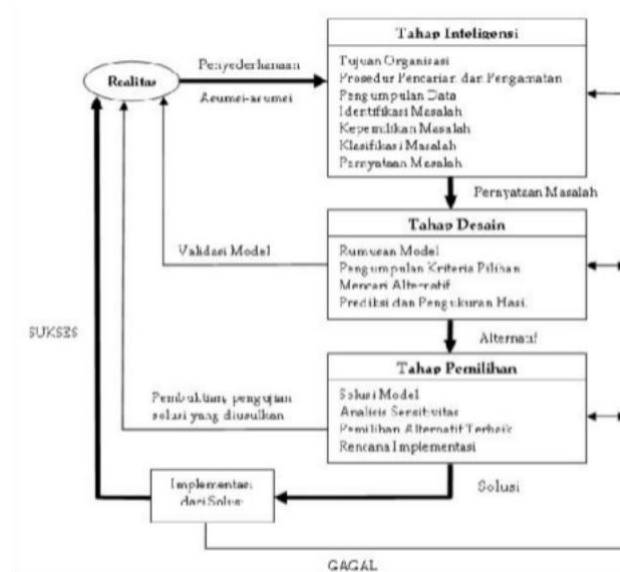 Tahap Inteligensi
Tujuan Organisasi
Prosedur Pencarian dan Pengamatan
Pengumpulan Data
Identifikasi Masalah
Kepemilikan Masalah
Klasifikasi Masalah
Pernyataan Masalah
Penyederhanaan
Realitas
Asumsi-asumsi
Pernyataan Masalah
Tahap Desain
Rumusan Model
Pengumpulan Kriteria Pilihan
Mencari Alternatif
Prediksi dan Pengukuran Hasil
Validasi Model
SUKSES
Alternatif
Tahap Pemilihan
Solusi Model
Analisis Sensitivitas
Pemilihan Alternatif Terbaik
Rencana Implementasi
Pembuktian, pengujian
solusi yang diusulkan
Solusi
Implementasi
dari Solusi
GAGAL